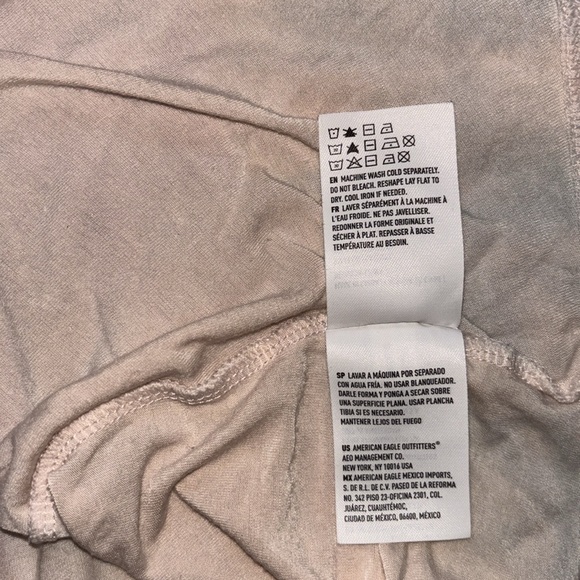 EN MACHINE WASH COLD SEPARATELY.
DO NOT BLEACH. RESHAPE LAY FLAT TO
DRY. COOL IRON IF NEEDED.
FR LAVER SÉPARÉMENT À LA MACHINE À
L'EAU FROIDE. NE PAS JAVELLISER.
REDONNER LA FORME ORIGINALE ET
SÉCHER À PLAT. REPASSER À BASSE
TEMPÉRATURE AU BESOIN.
SP LAVAR A MÁQUINA POR SEPARADO
CON AGUA FRÍA. NO USAR BLANQUEADOR.
DARLE FORMA Y PONGA A SECAR SOBRE
UNA SUPERFICIE PLANA. USAR PLANCHA
TIBIA SI ES NECESARIO.
MANTENER LEJOS DEL FUEGO
US AMERICAN EAGLE OUTFITTERS®
AEO MANAGEMENT CO.
NEW YORK, NY 10016 USA
MX AMERICAN EAGLE MEXICO IMPORTS,
S. DE R.L. DE C.V. PASEO DE LA REFORMA
NO. 342 PISO 23-OFICINA 2301, COL.
JUÁREZ, CUAUHTÉMOC,
CIUDAD DE MÉXICO, 06600, MÉXICO